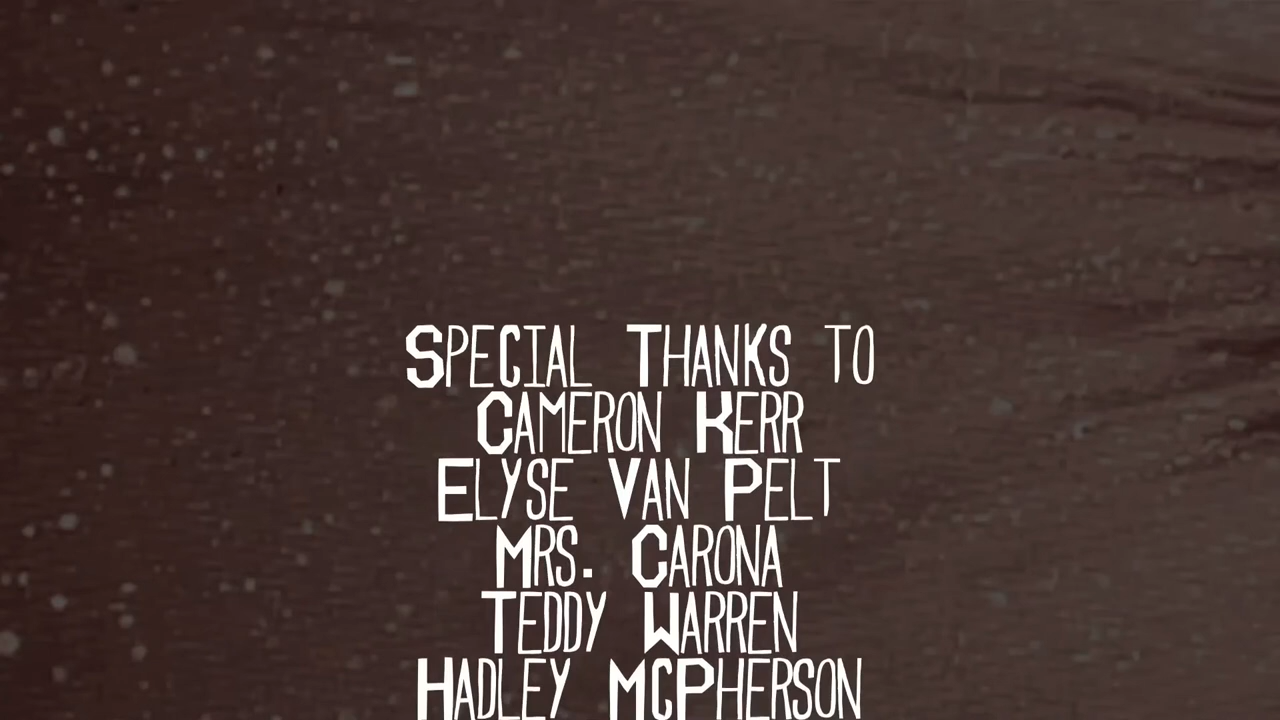 Special Thanks to
Cameron Kerr
Elyse Van Pelt
Mrs. Carona
Teddy Warren
Hadley McPherson